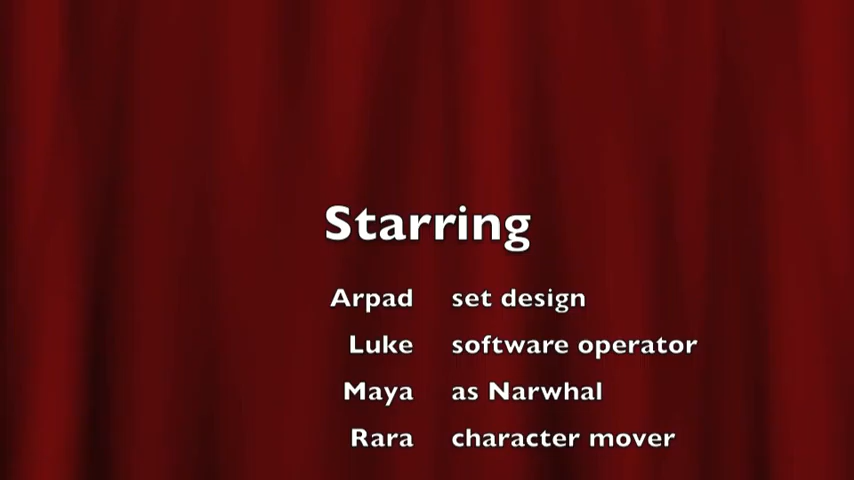 Starring
Arpad set design
Luke software operator
Maya as Narwhal
Rara character mover